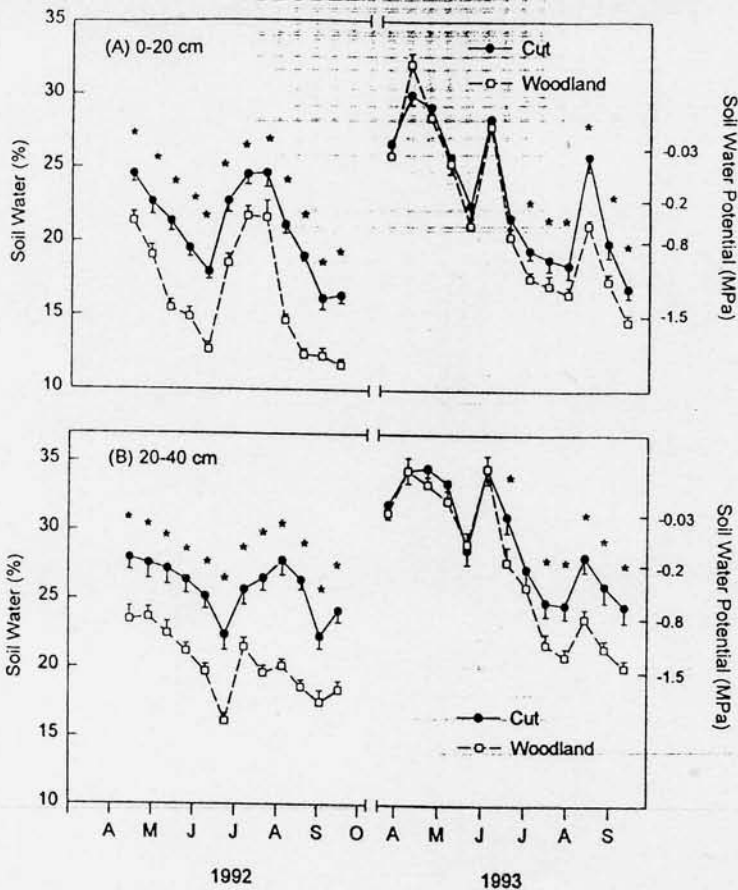 (A) 0-20 cm
Cut
Woodland
Soil Water (%)
35
30
25
20
15
10
-0.03
-0.2
-0.8
-1.5
Soil Water Potential (MPa)
(B) 20-40 cm
Cut
Woodland
Soil Water (%)
35
30
25
20
15
10
-0.03
-0.2
-0.8
-1.5
Soil Water Potential (MPa)
A M J J A S O
A M J J A S
1992
1993